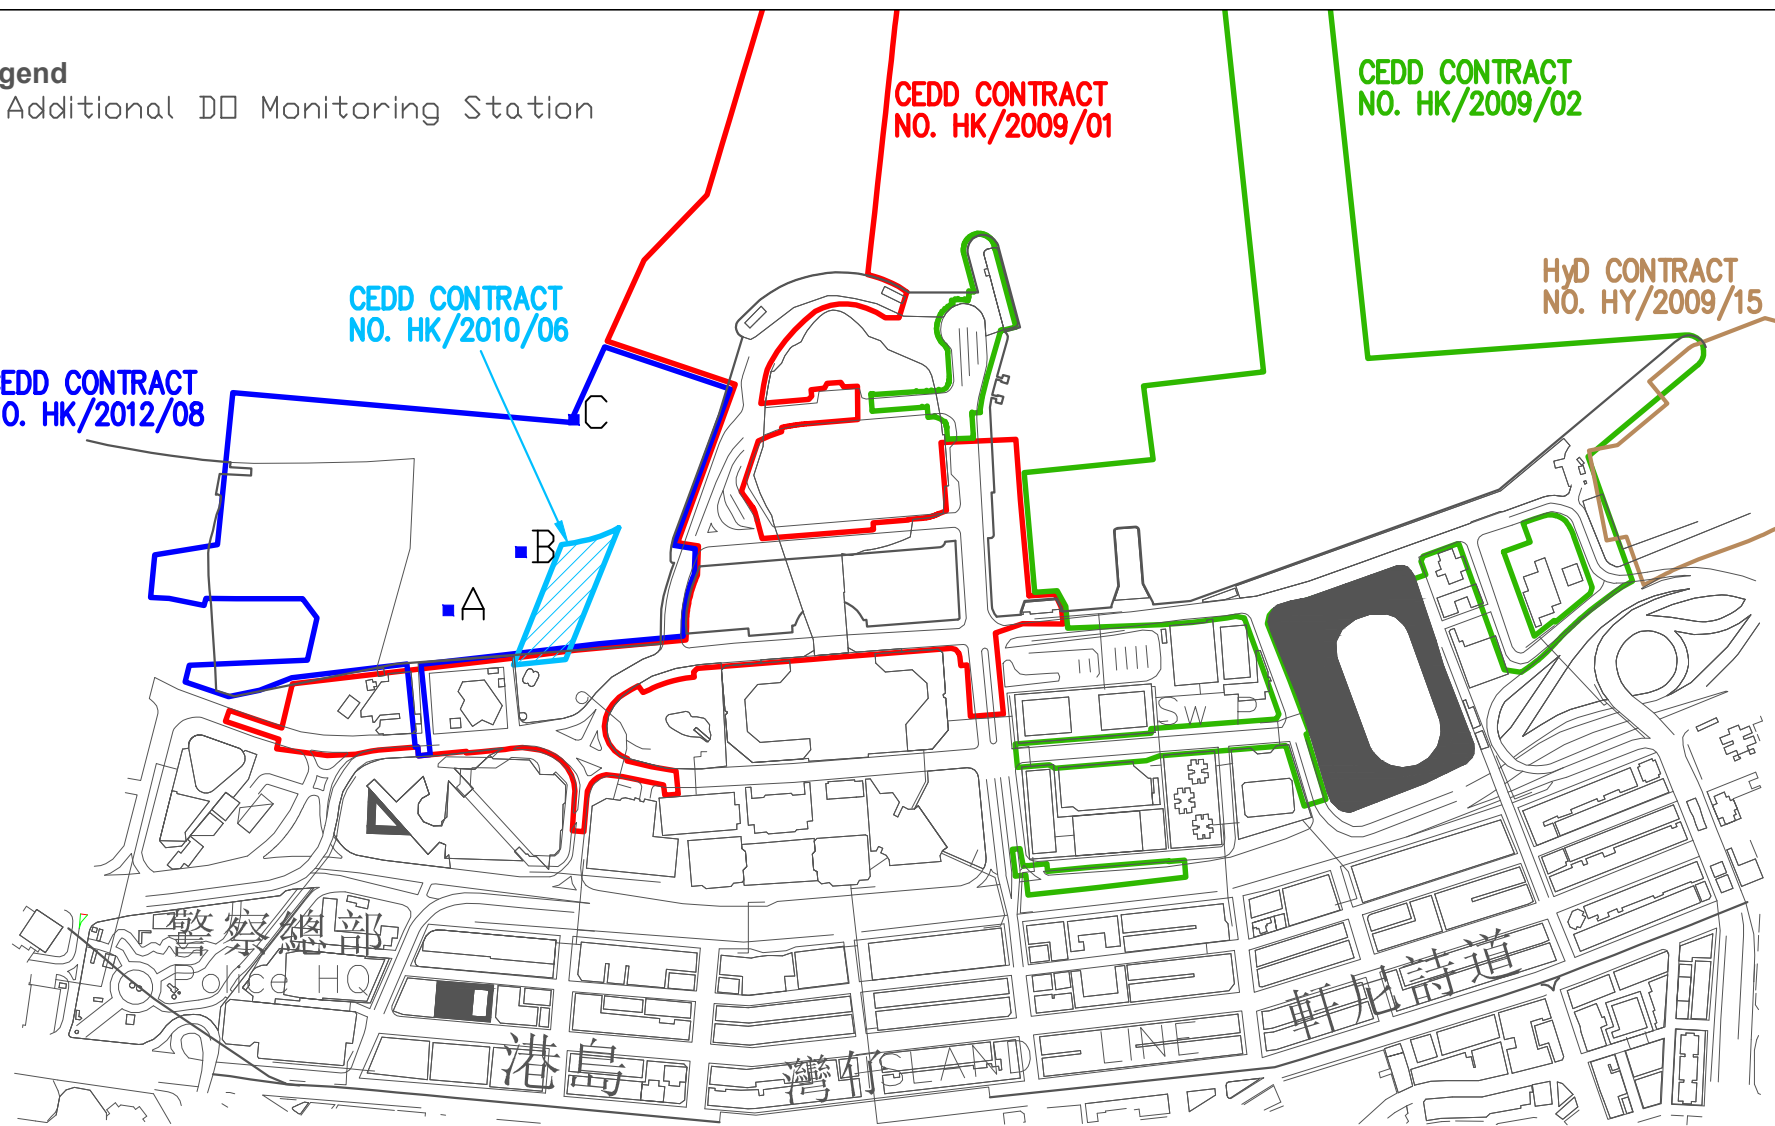 gend
Additional DO Monitoring Station
CEDD CONTRACT
NO. HK/2009/01
CEDD CONTRACT
NO. HK/2009/02
HyD CONTRACT
NO. HY/2009/15
CEDD CONTRACT
NO. HK/2010/06
EDD CONTRACT
O. HK/2012/08
C
B
A
SW P
警察總部
Police HQ
軒尼詩道
港島
灣仔
ISLAND LINE